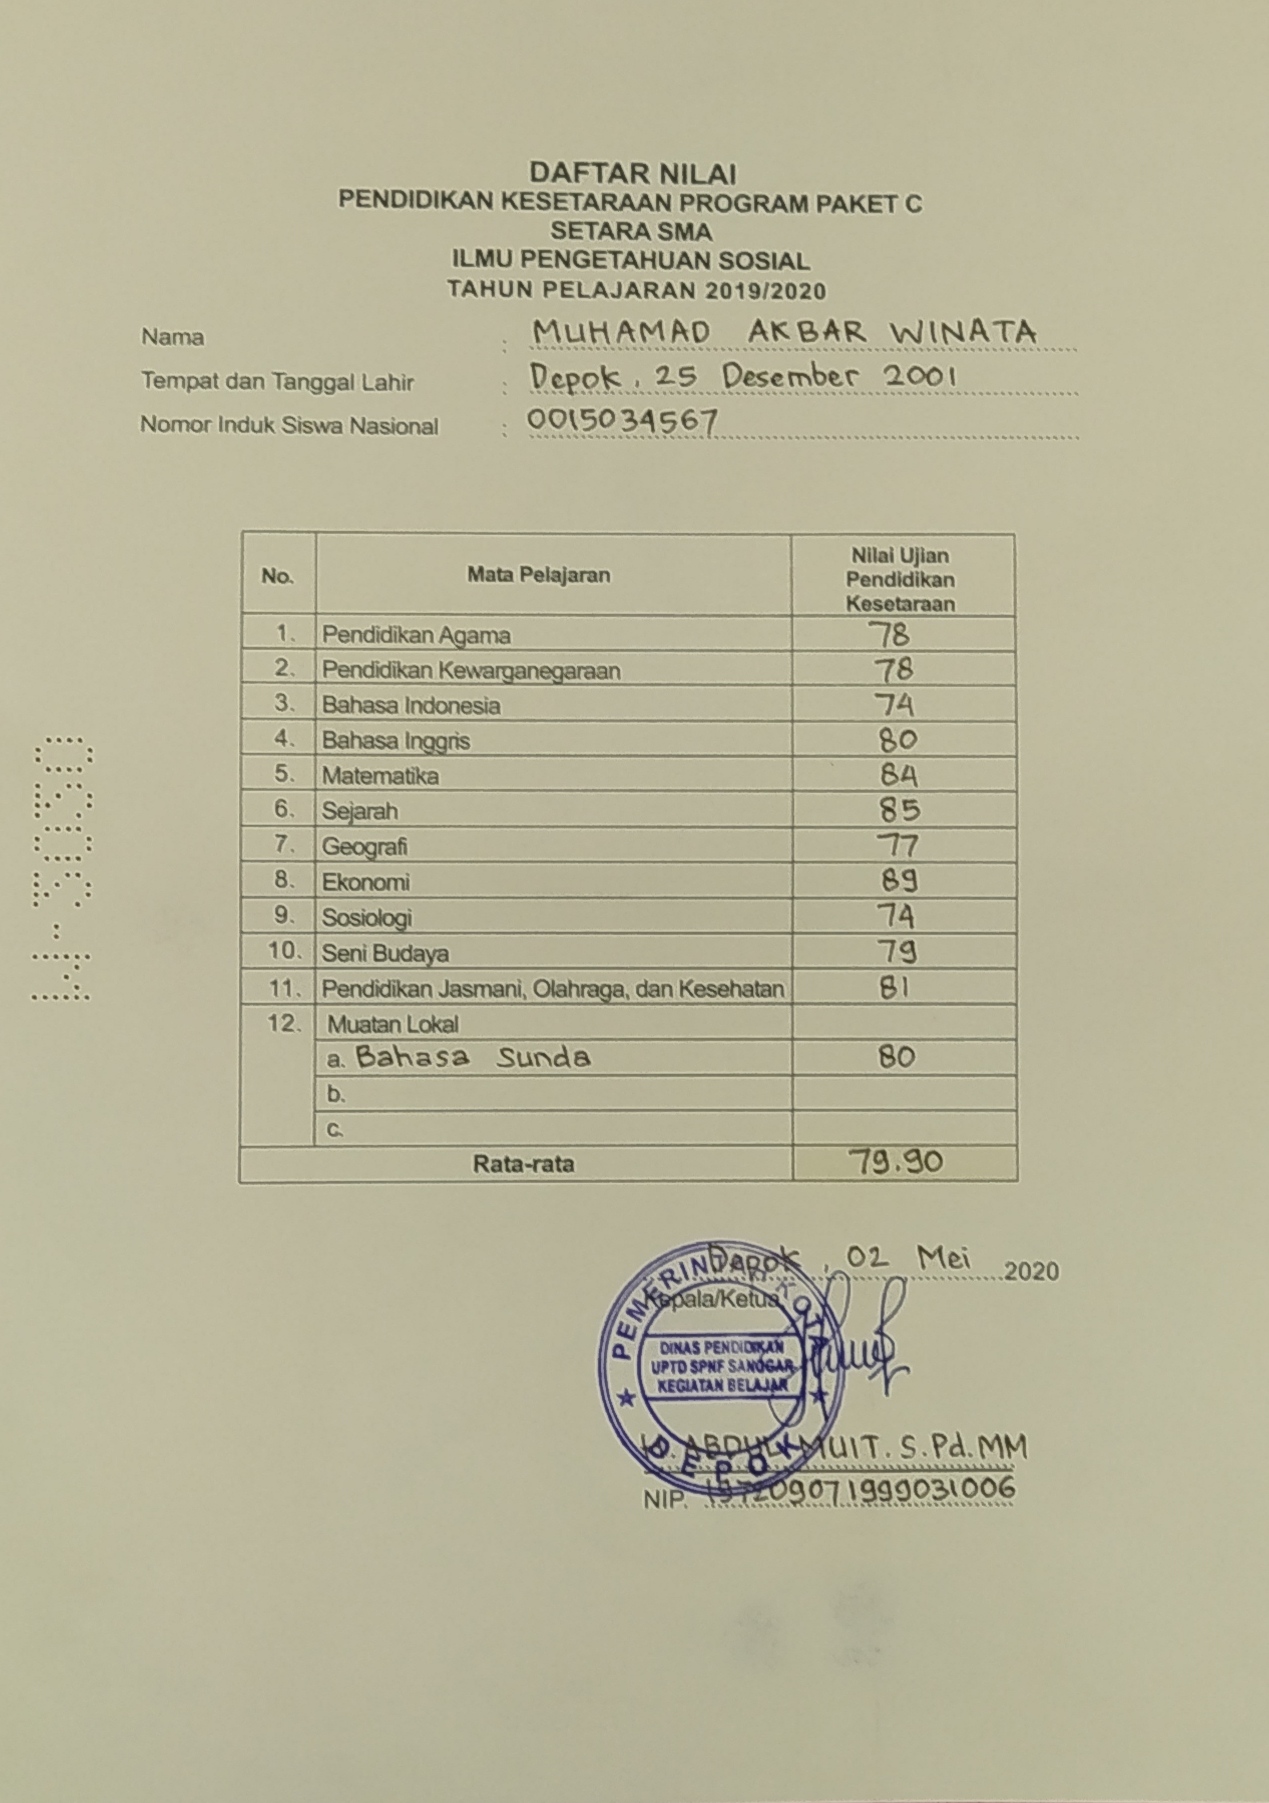 DAFTAR NILAI
PENDIDIKAN KESETARAAN PROGRAM PAKET C
SETARA SMA
ILMU PENGETAHUAN SOSIAL
TAHUN PELAJARAN 2019/2020
Nama : MUHAMAD AKBAR WINATA
Tempat dan Tanggal Lahir : Depok, 25 Desember 2001
Nomor Induk Siswa Nasional : 0015034567
No. Mata Pelajaran Nilai Ujian Pendidikan Kesetaraan
1. Pendidikan Agama 78
2. Pendidikan Kewarganegaraan 78
3. Bahasa Indonesia 74
4. Bahasa Inggris 80
5. Matematika 84
6. Sejarah 85
7. Geografi 77
8. Ekonomi 89
9. Sosiologi 74
10. Seni Budaya 79
11. Pendidikan Jasmani, Olahraga, dan Kesehatan 81
12. Muatan Lokal
a. Bahasa Sunda 80
b.
c.
Rata-rata 79.90
Depok, 02 Mei 2020
Kepala/Ketua,
PEMERINTAH KOTA
DINAS PENDIDIKAN
UPTD SPNF SANGGAR
KEGIATAN BELAJAR
DEPOK
ABDUL MUIT. S.Pd. MM
NIP. 197209071999031006